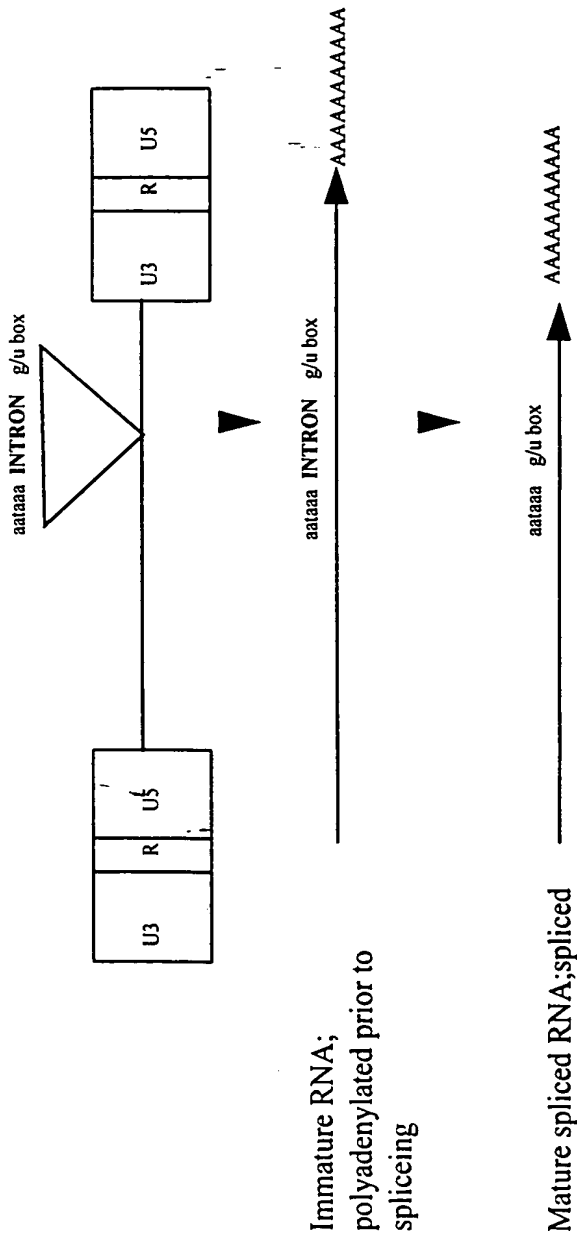 aataaa INTRON g/u box
U3 R U5
U3 R U5
Immature RNA;
polyadenylated prior to
spliceing
aataaa INTRON g/u box
AAAAAAAAAAAA
Mature spliced RNA;spliced
aataaa g/u box
AAAAAAAAAAA